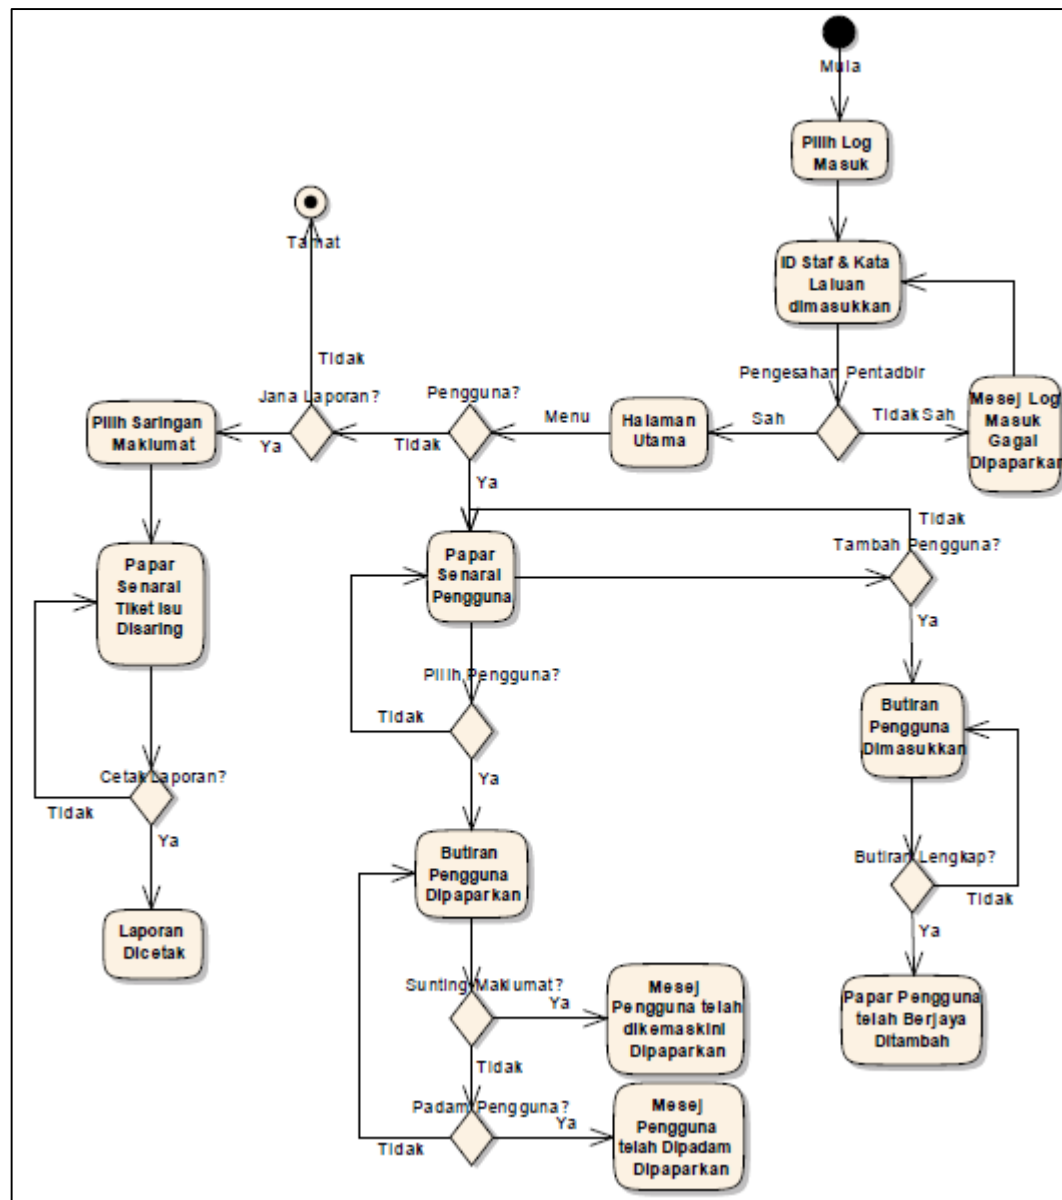 Mula
Pilih Log
Masuk
Tamat
ID Staf & Kata
Laluan
dimasukkan
Tidak
Pengesahan Pentadbir
Jana Laporan?
Pengguna?
Pilih Saringan
Maklumat
Ya
Tidak
Menu
Halaman
Utama
Sah
Tidak Sah
Mesej Log
Masuk
Gagal
Dipaparkan
Ya
Tidak
Papar
Senarai
Pengguna
Tambah Pengguna?
Papar
Senarai
Tiket Isu
Disaring
Ya
Pilih Pengguna?
Tidak
Butiran
Pengguna
Dimasukkan
Ya
Cetak Laporan?
Tidak
Ya
Butiran
Pengguna
Dipaparkan
Butiran Lengkap?
Tidak
Ya
Laporan
Dicetak
Sunting Maklumat?
Ya
Mesej
Pengguna telah
dikemaskini
Dipaparkan
Papar Pengguna
telah Berjaya
Ditambah
Tidak
Padam Pengguna?
Ya
Tidak
Mesej
Pengguna
telah Dipadam
Dipaparkan